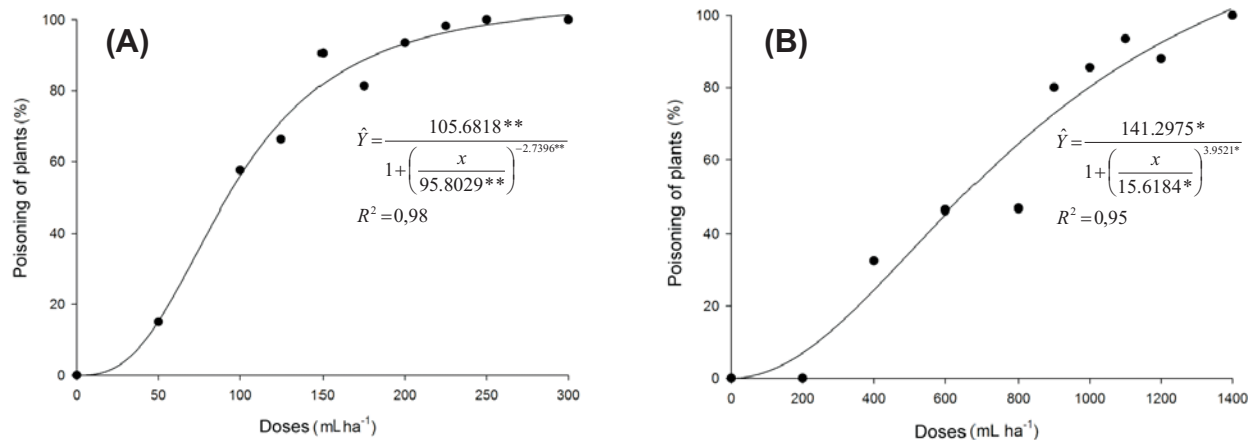 (A)
Poisoning of plants (%)
100
80
60
40
20
0
0 50 100 150 200 250 300
Doses (mL ha⁻¹)
Ŷ = 105.6818** / 1 + (x / 95.8029**)^−2.7396**
R² = 0,98
(B)
Poisoning of plants (%)
100
80
60
40
20
0
0 200 400 600 800 1000 1200 1400
Doses (mL ha⁻¹)
Ŷ = 141.2975* / 1 + (x / 15.6184*)^3.9521*
R² = 0,95